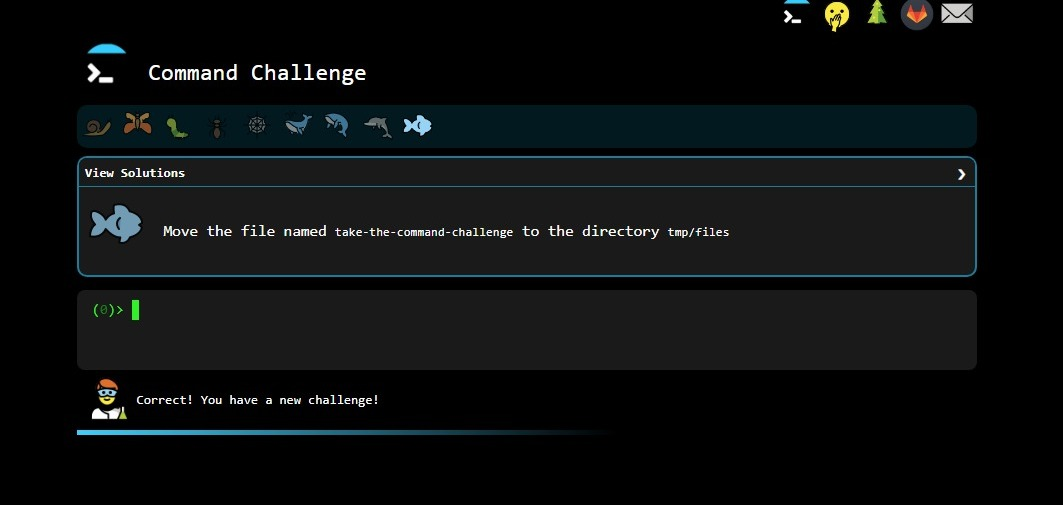 Command Challenge
View Solutions
Move the file named take-the-command-challenge to the directory tmp/files
(0)>
Correct! You have a new challenge!